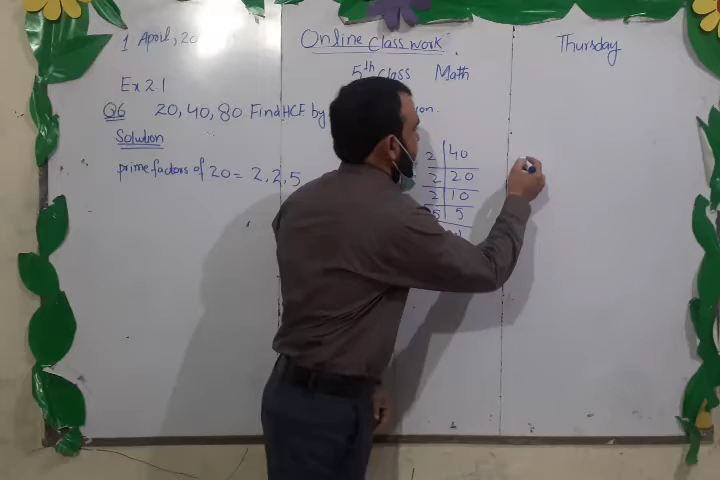 1 April, 20
Online Class work
Thursday
5th Class Math
Ex 2.1
Q6 20, 40, 80 Find HCF by
Solution
prime factors of 20 = 2, 2, 5
2 40
2 20
2 10
5 5